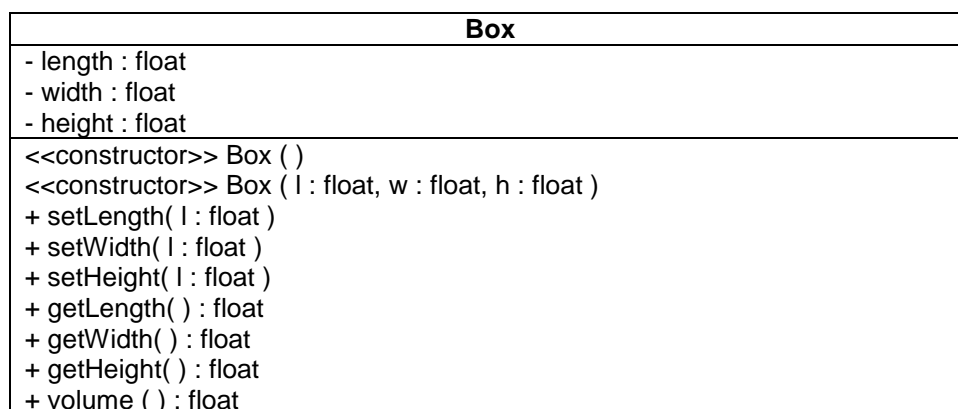 Box
- length : float
- width : float
- height : float
<<constructor>> Box ( )
<<constructor>> Box ( l : float, w : float, h : float )
+ setLength( l : float )
+ setWidth( l : float )
+ setHeight( l : float )
+ getLength( ) : float
+ getWidth( ) : float
+ getHeight( ) : float
+ volume ( ) : float